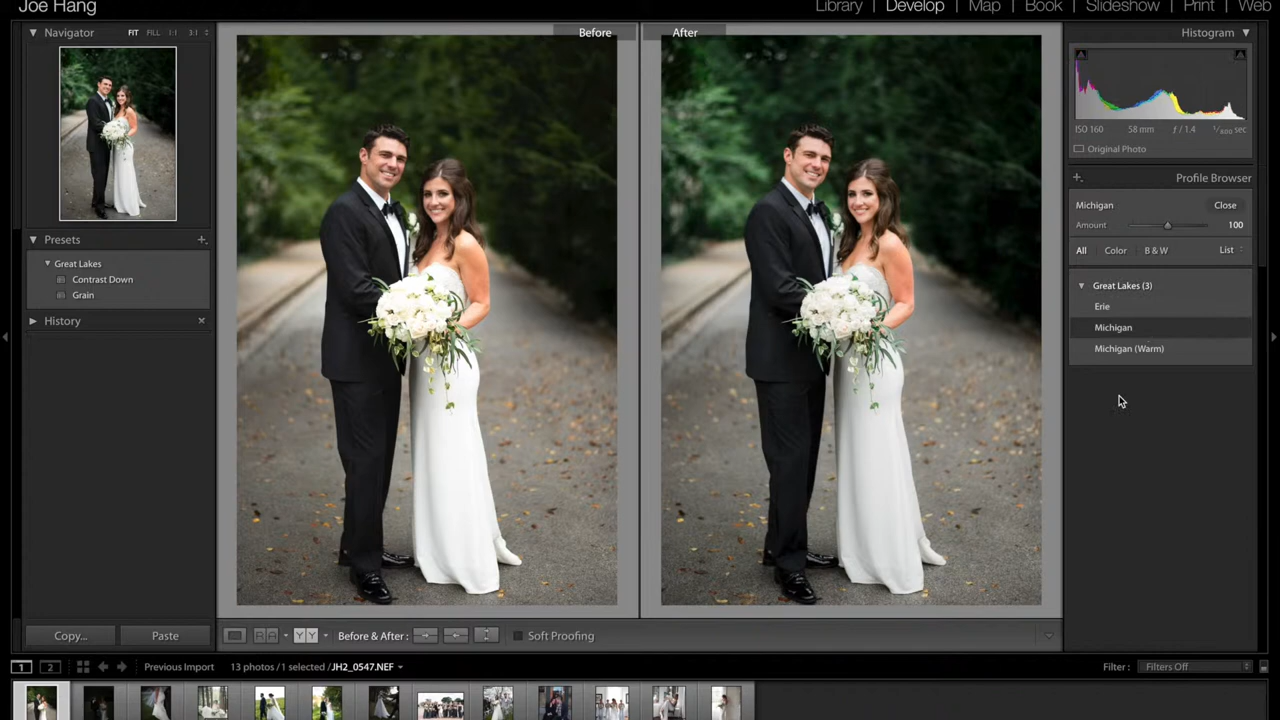 Joe Hang
Library | Develop | Map | Book | Slideshow | Print | Web
Navigator FIT FILL 1:1 3:1
Before After
Histogram
ISO 160 58 mm ƒ / 1.4 1/800 sec
Original Photo
Profile Browser
Michigan Close
Amount 100
All Color B & W List
Great Lakes (3)
Erie
Michigan
Michigan (Warm)
Presets
Great Lakes
Contrast Down
Grain
History
Copy... Paste
Before & After : Soft Proofing
1 2 Previous Import 13 photos / 1 selected / JH2_0547.NEF
Filter : Filters Off